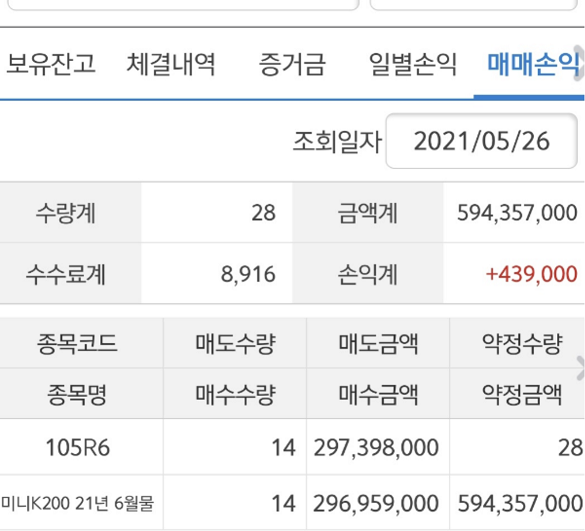 보유잔고 체결내역 증거금 일별손익 매매손익
조회일자 2021/05/26
수량계 28 금액계 594,357,000
수수료계 8,916 손익계 +439,000
종목코드 매도수량 매도금액 약정수량
종목명 매수수량 매수금액 약정금액
105R6 14 297,398,000 28
미니K200 21년 6월물 14 296,959,000 594,357,000